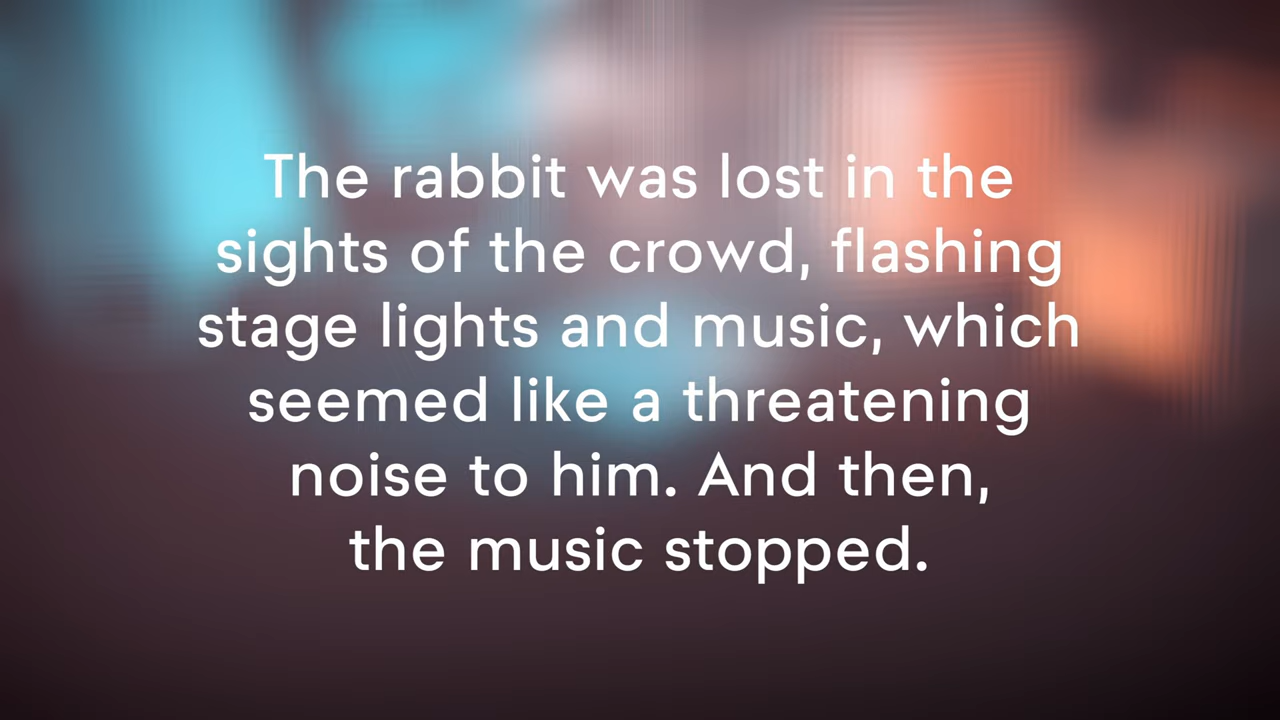 The rabbit was lost in the
sights of the crowd, flashing
stage lights and music, which
seemed like a threatening
noise to him. And then,
the music stopped.